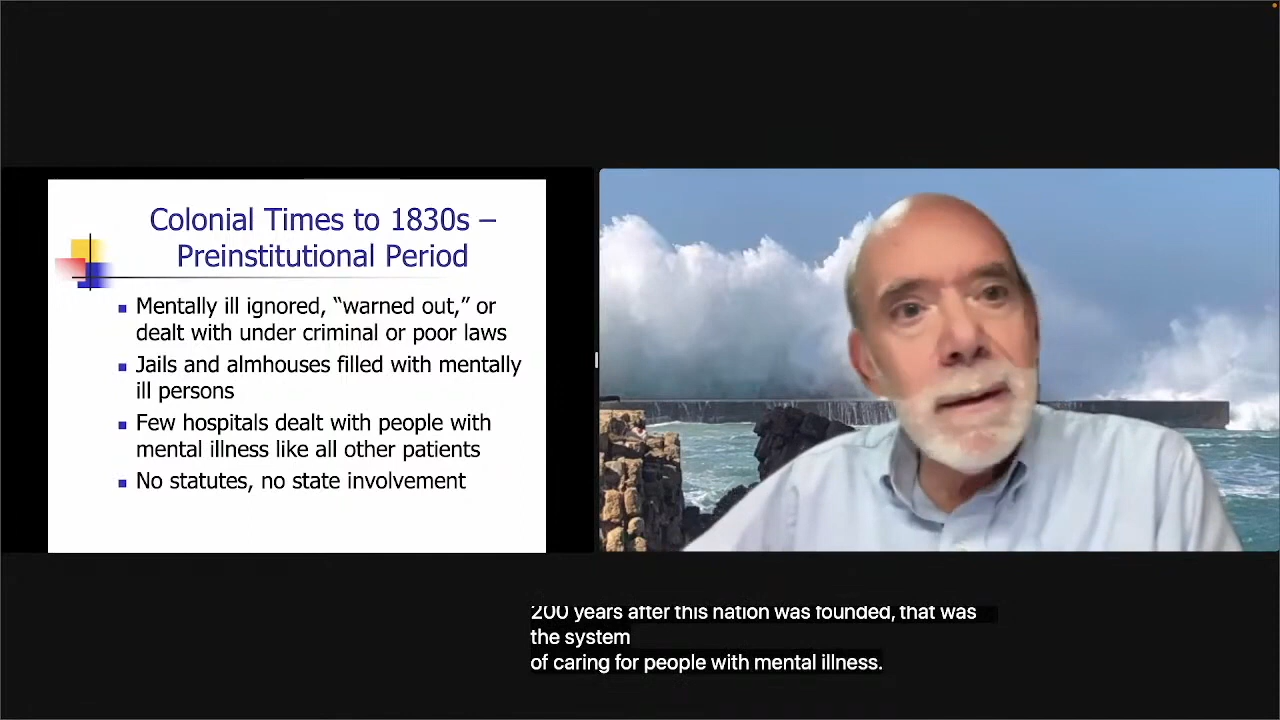 Colonial Times to 1830s –
Preinstitutional Period
Mentally ill ignored, “warned out,” or
dealt with under criminal or poor laws
Jails and almhouses filled with mentally
ill persons
Few hospitals dealt with people with
mental illness like all other patients
No statutes, no state involvement
200 years after this nation was founded, that was
the system
of caring for people with mental illness.